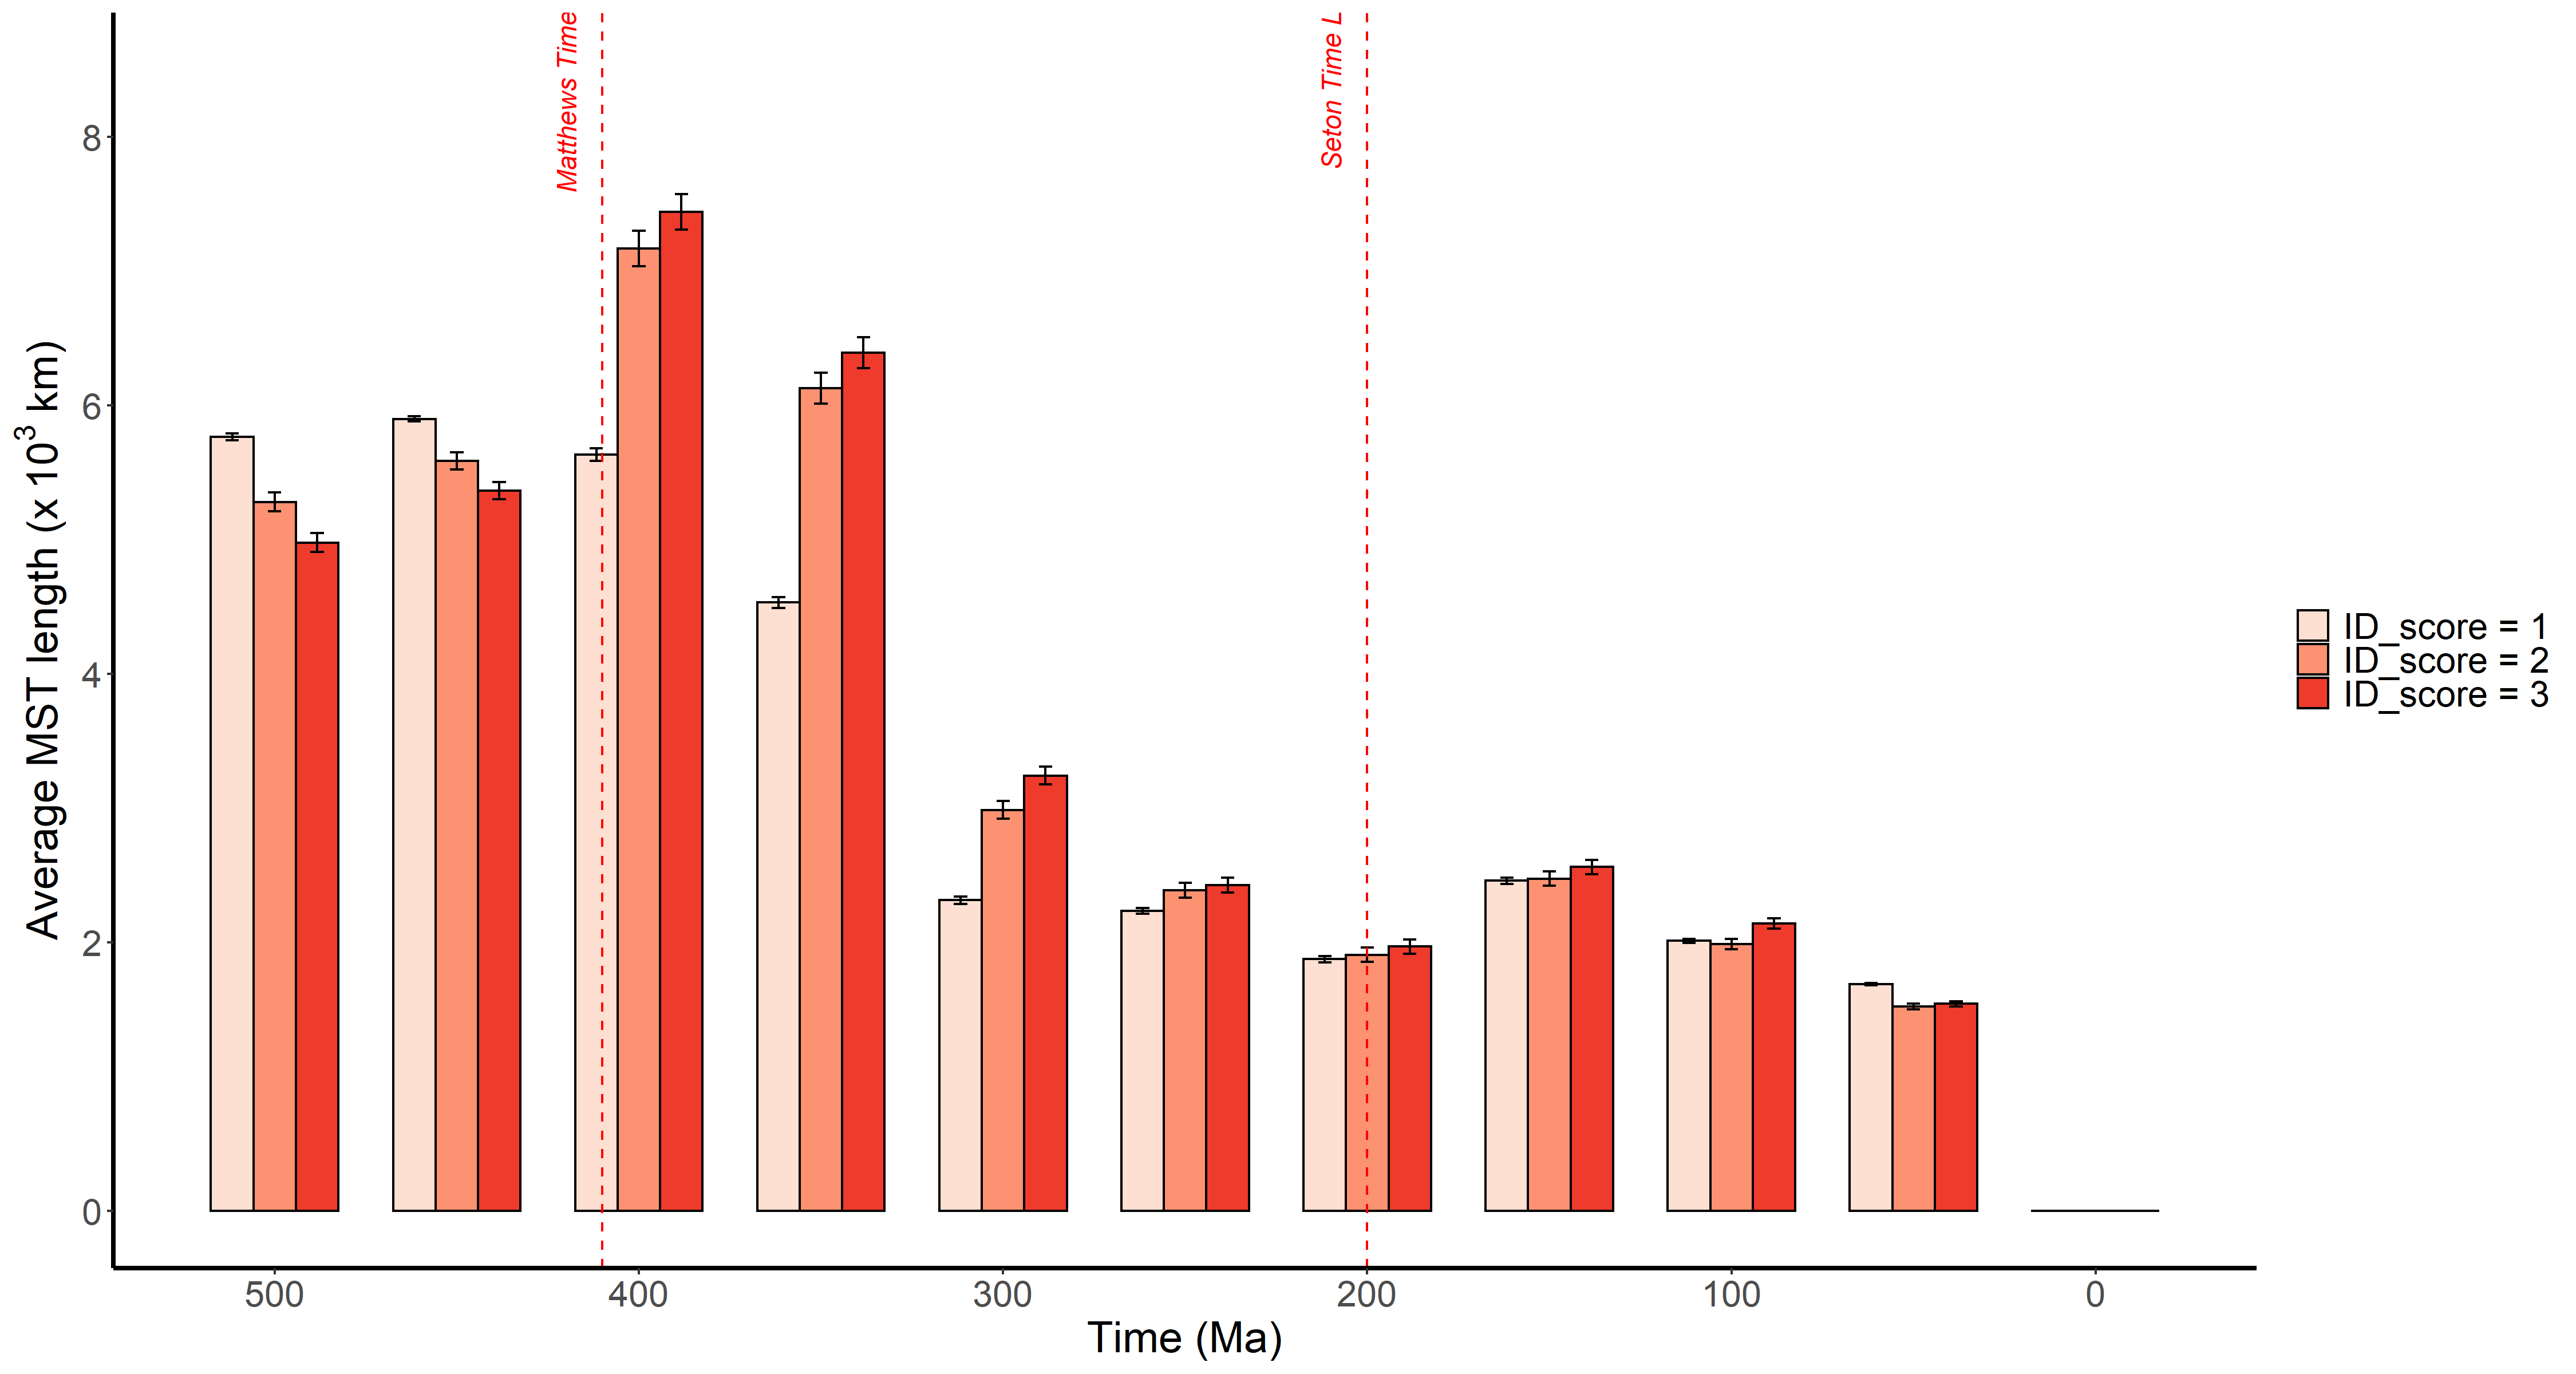 Matthews Time
Seton Time L
Average MST length (x 10³ km)
8
6
4
2
0
500
400
300
200
100
0
Time (Ma)
ID_score = 1
ID_score = 2
ID_score = 3